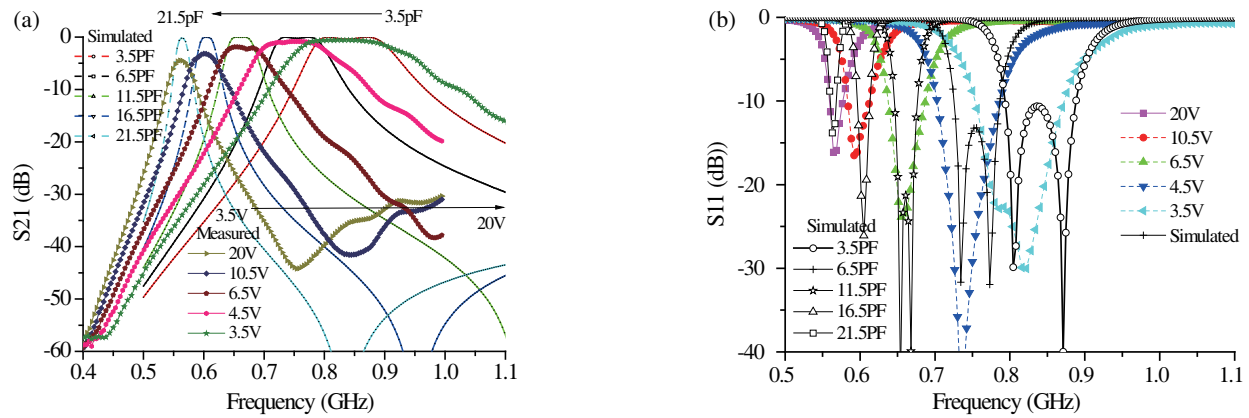 (a)
21.5pF
3.5pF
0
-10
-20
-30
-40
-50
-60
S21 (dB)
Simulated
3.5PF
6.5PF
11.5PF
16.5PF
21.5PF
3.5V
20V
Measured
20V
10.5V
6.5V
4.5V
3.5V
0.4 0.5 0.6 0.7 0.8 0.9 1.0 1.1
Frequency (GHz)
(b)
0
-10
-20
-30
-40
S11 (dB))
20V
10.5V
6.5V
4.5V
3.5V
Simulated
Simulated
3.5PF
6.5PF
11.5PF
16.5PF
21.5PF
0.5 0.6 0.7 0.8 0.9 1.0 1.1
Frequency (GHz)